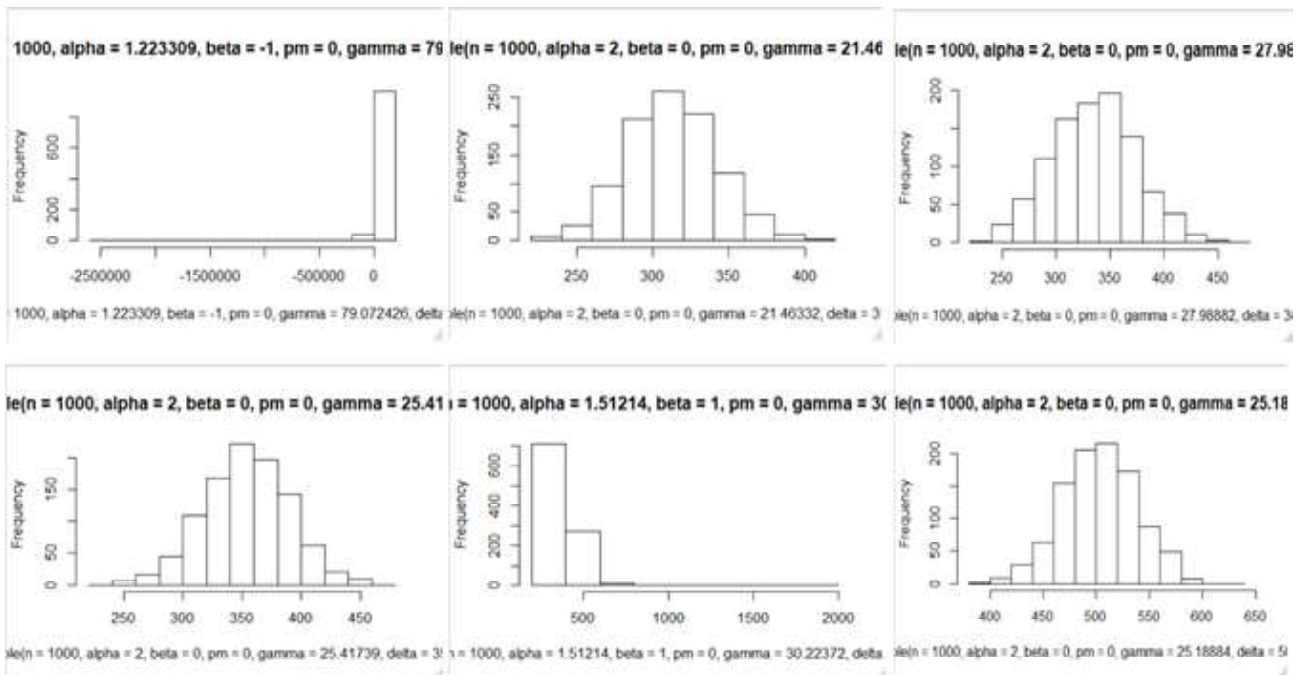 1000, alpha = 1.223309, beta = -1, pm = 0, gamma = 79
Frequency
600
200
0
-2500000 -1500000 -500000 0
1000, alpha = 1.223309, beta = -1, pm = 0, gamma = 79.072426, delta
le(n = 1000, alpha = 2, beta = 0, pm = 0, gamma = 21.46
250
150
50
0
250 300 350 400
ole(n = 1000, alpha = 2, beta = 0, pm = 0, gamma = 21.46332, delta = 3
le(n = 1000, alpha = 2, beta = 0, pm = 0, gamma = 27.98
Frequency
200
100
50
0
250 300 350 400 450
ole(n = 1000, alpha = 2, beta = 0, pm = 0, gamma = 27.98882, delta = 3
le(n = 1000, alpha = 2, beta = 0, pm = 0, gamma = 25.41
Frequency
150
50
0
250 300 350 400 450
ole(n = 1000, alpha = 2, beta = 0, pm = 0, gamma = 25.41739, delta = 35
n = 1000, alpha = 1.51214, beta = 1, pm = 0, gamma = 30
Frequency
600
400
200
0
500 1000 1500 2000
n = 1000, alpha = 1.51214, beta = 1, pm = 0, gamma = 30.22372, delta
le(n = 1000, alpha = 2, beta = 0, pm = 0, gamma = 25.18
Frequency
200
100
50
0
400 450 500 550 600 650
ole(n = 1000, alpha = 2, beta = 0, pm = 0, gamma = 25.18884, delta = 50